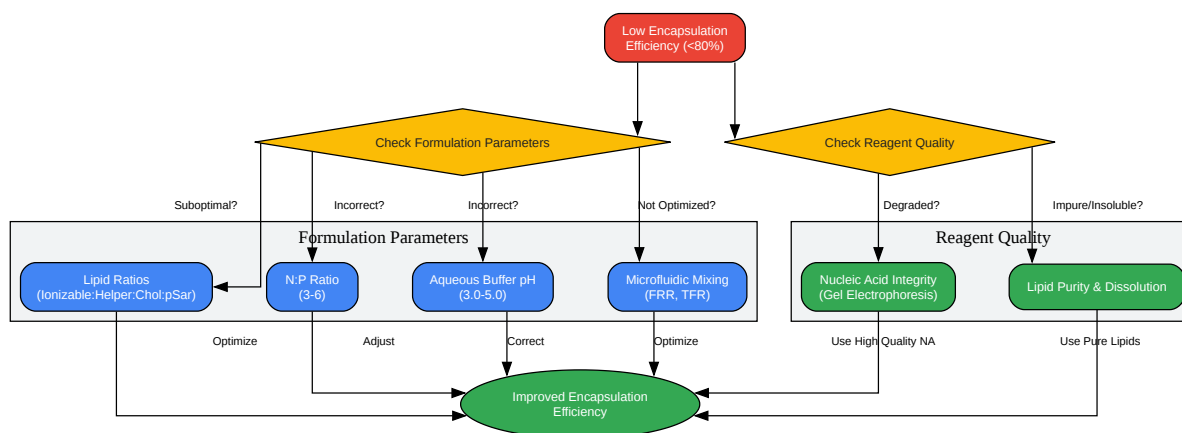 Low Encapsulation
Efficiency (<80%)
Check Formulation Parameters
Check Reagent Quality
Suboptimal?
Incorrect?
Incorrect?
Not Optimized?
Degraded?
Impure/Insoluble?
Formulation Parameters
Reagent Quality
Lipid Ratios
(Ionizable:Helper:Chol:pSar)
N:P Ratio
(3-6)
Aqueous Buffer pH
(3.0-5.0)
Microfluidic Mixing
(FRR, TFR)
Nucleic Acid Integrity
(Gel Electrophoresis)
Lipid Purity & Dissolution
Optimize
Adjust
Correct
Optimize
Use High Quality NA
Use Pure Lipids
Improved Encapsulation
Efficiency